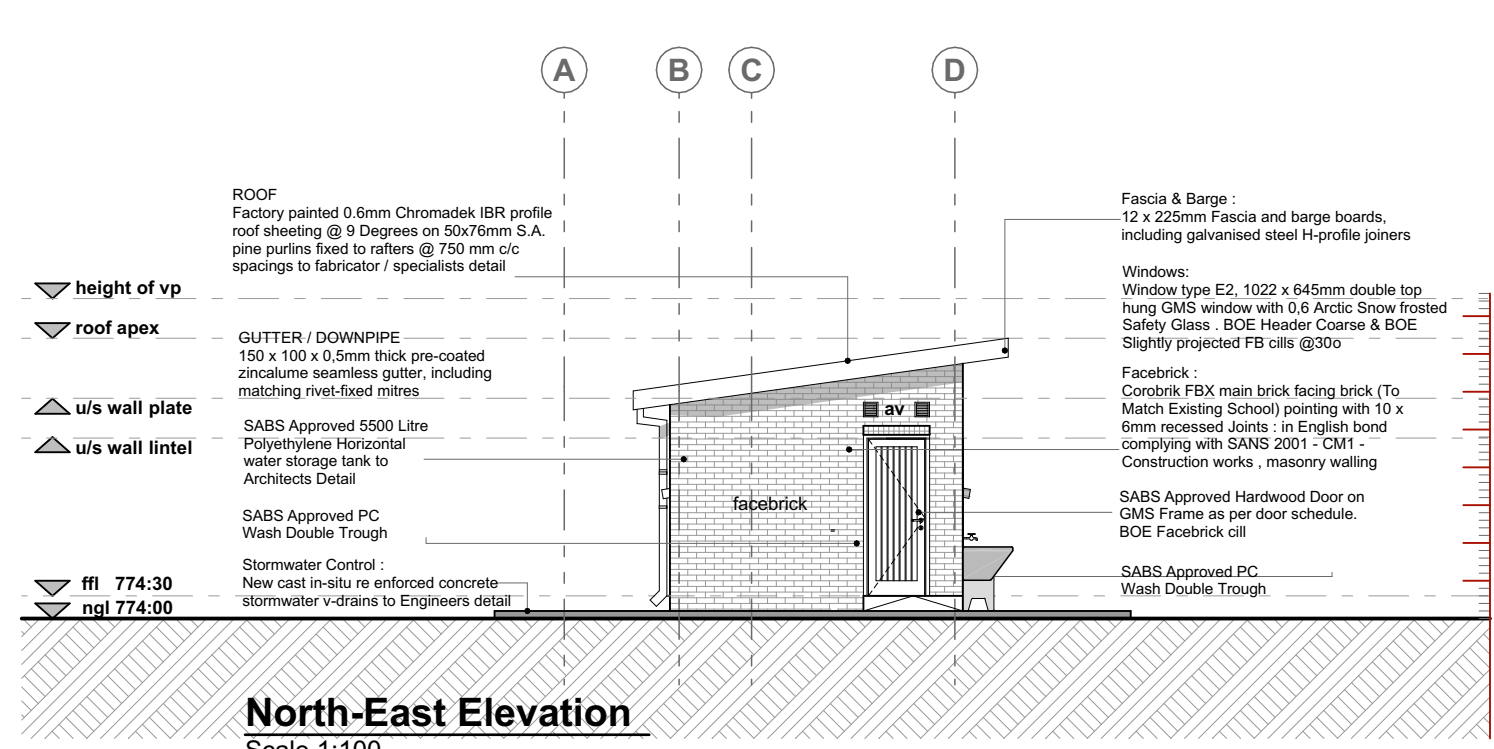 A B C D
ROOF
Factory painted 0.6mm Chromadek IBR profile
roof sheeting @ 9 Degrees on 50x76mm S.A.
pine purlins fixed to rafters @ 750 mm c/c
spacings to fabricator / specialists detail
height of vp
roof apex
u/s wall plate
u/s wall lintel
ffl 774:30
ngl 774:00
GUTTER / DOWNPIPE
150 x 100 x 0,5mm thick pre-coated
zincalume seamless gutter, including
matching rivet-fixed mitres
SABS Approved 5500 Litre
Polyethylene Horizontal
water storage tank to
Architects Detail
SABS Approved PC
Wash Double Trough
Stormwater Control :
New cast in-situ re enforced concrete
stormwater v-drains to Engineers detail
av
facebrick
Fascia & Barge :
12 x 225mm Fascia and barge boards,
including galvanised steel H-profile joiners
Windows:
Window type E2, 1022 x 645mm double top
hung GMS window with 0,6 Arctic Snow frosted
Safety Glass . BOE Header Coarse & BOE
Slightly projected FB cills @30o
Facebrick :
Corobrik FBX main brick facing brick (To
Match Existing School) pointing with 10 x
6mm recessed Joints : in English bond
complying with SANS 2001 - CM1 -
Construction works , masonry walling
SABS Approved Hardwood Door on
GMS Frame as per door schedule.
BOE Facebrick cill
SABS Approved PC
Wash Double Trough
North-East Elevation
Scale 1:100